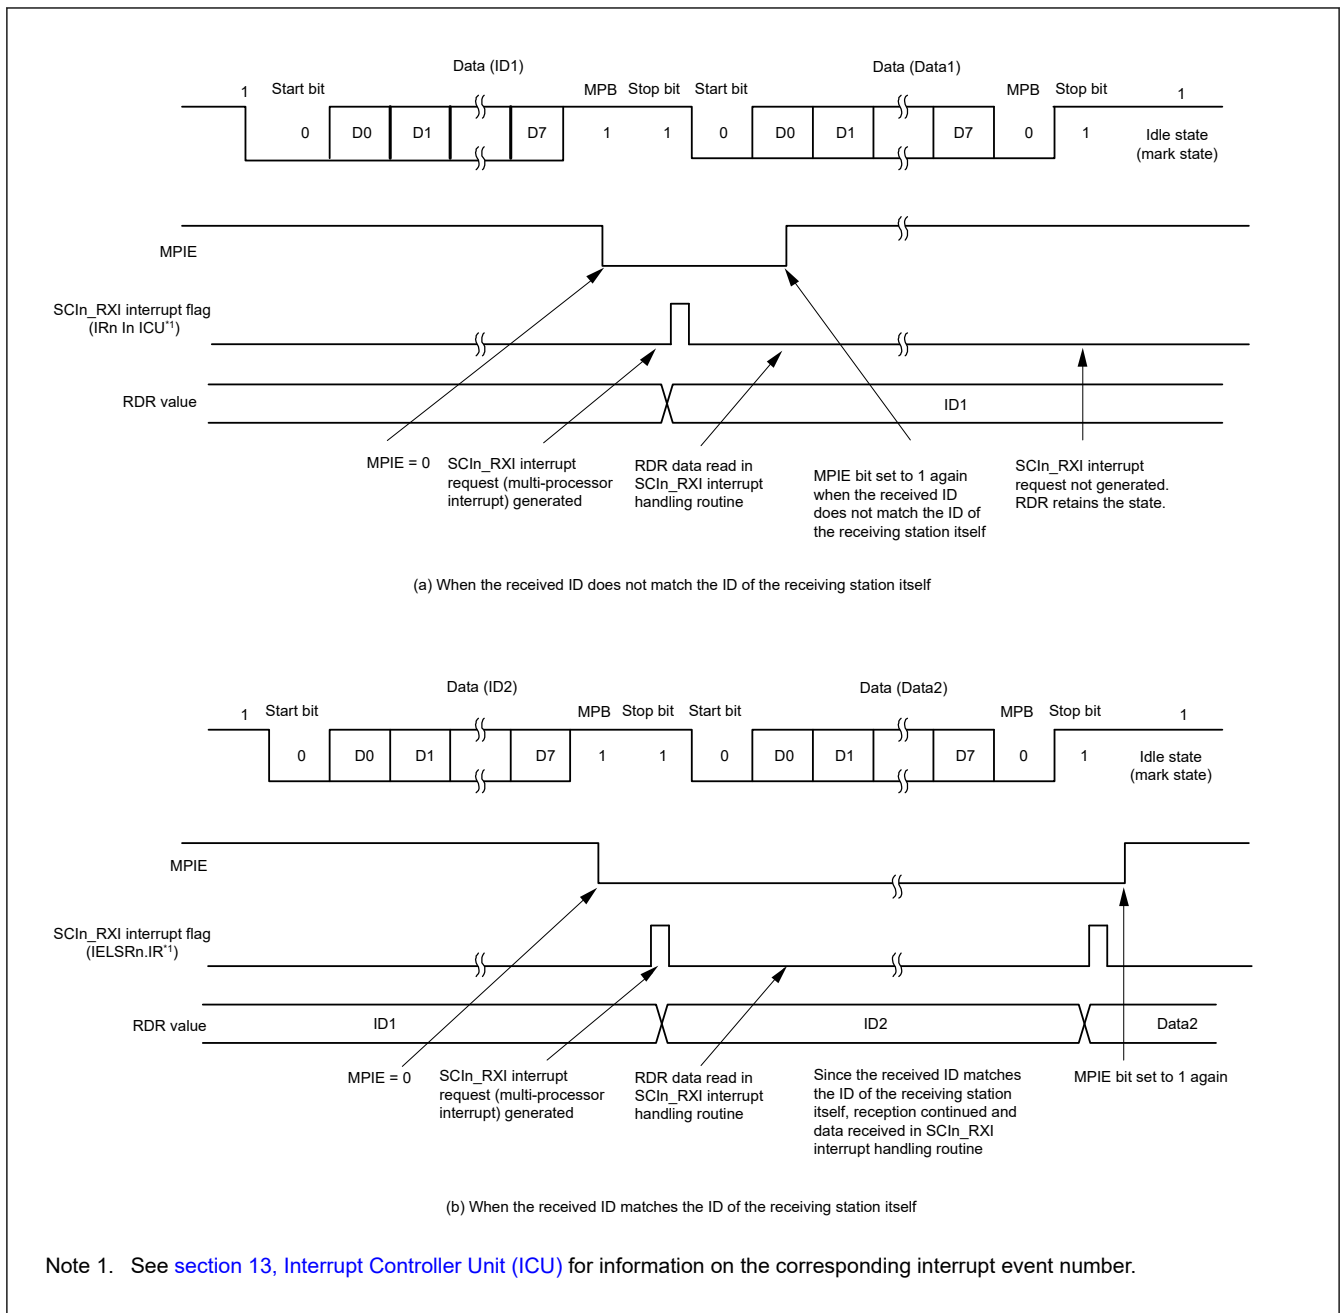 Data (ID1) Data (Data1)
1 Start bit MPB Stop bit Start bit MPB Stop bit 1
0 D0 D1 D7 1 1 0 D0 D1 D7 0 1 Idle state
(mark state)
MPIE
SCIn_RXI interrupt flag
(IRn In ICU*1)
RDR value ID1
MPIE = 0
SCIn_RXI interrupt
request (multi-processor
interrupt) generated
RDR data read in
SCIn_RXI interrupt
handling routine
MPIE bit set to 1 again
when the received ID
does not match the ID of
the receiving station itself
SCIn_RXI interrupt
request not generated.
RDR retains the state.
(a) When the received ID does not match the ID of the receiving station itself
Data (ID2) Data (Data2)
1 Start bit MPB Stop bit Start bit MPB Stop bit 1
0 D0 D1 D7 1 1 0 D0 D1 D7 0 1 Idle state
(mark state)
MPIE
SCIn_RXI interrupt flag
(IELSRn.IR*1)
RDR value ID1 ID2 Data2
MPIE = 0
SCIn_RXI interrupt
request (multi-processor
interrupt) generated
RDR data read in
SCIn_RXI interrupt
handling routine
Since the received ID matches
the ID of the receiving station
itself, reception continued and
data received in SCIn_RXI
interrupt handling routine
MPIE bit set to 1 again
(b) When the received ID matches the ID of the receiving station itself
Note 1. See section 13, Interrupt Controller Unit (ICU) for information on the corresponding interrupt event number.